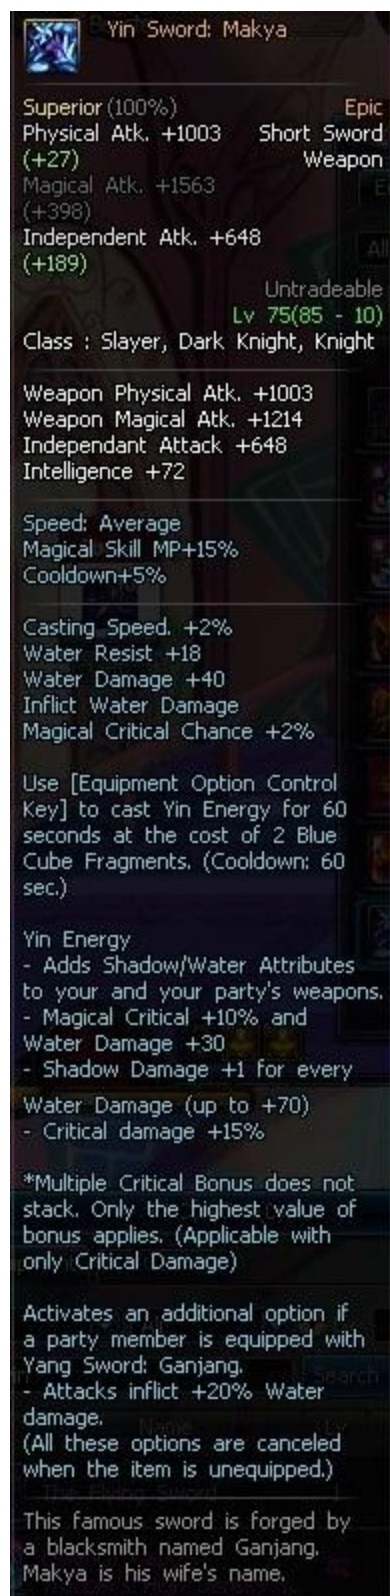 Yin Sword: Makya
Superior (100%) Epic
Physical Atk. +1003 Short Sword
(+27) Weapon
Magical Atk. +1563
(+398)
Independent Atk. +648
(+189)
Untradeable
Lv 75(85 - 10)
Class : Slayer, Dark Knight, Knight
Weapon Physical Atk. +1003
Weapon Magical Atk. +1214
Independant Attack +648
Intelligence +72
Speed: Average
Magical Skill MP+15%
Cooldown+5%
Casting Speed. +2%
Water Resist +18
Water Damage +40
Inflict Water Damage
Magical Critical Chance +2%
Use [Equipment Option Control
Key] to cast Yin Energy for 60
seconds at the cost of 2 Blue
Cube Fragments. (Cooldown: 60
sec.)
Yin Energy
- Adds Shadow/Water Attributes
to your and your party's weapons.
- Magical Critical +10% and
Water Damage +30
- Shadow Damage +1 for every
Water Damage (up to +70)
- Critical damage +15%
*Multiple Critical Bonus does not
stack. Only the highest value of
bonus applies. (Applicable with
only Critical Damage)
Activates an additional option if
a party member is equipped with
Yang Sword: Ganjang.
Search
- Attacks inflict +20% Water
damage.
Name
(All these options are canceled
when the item is unequipped.)
The Flying Sword
This famous sword is forged by
a blacksmith named Ganjang.
Makya is his wife's name.